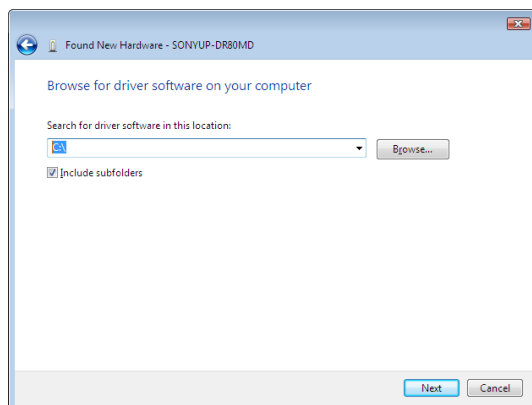 Found New Hardware - SONYUP-DR80MD
Browse for driver software on your computer
Search for driver software in this location:
C:\
Browse...
Include subfolders
Next
Cancel